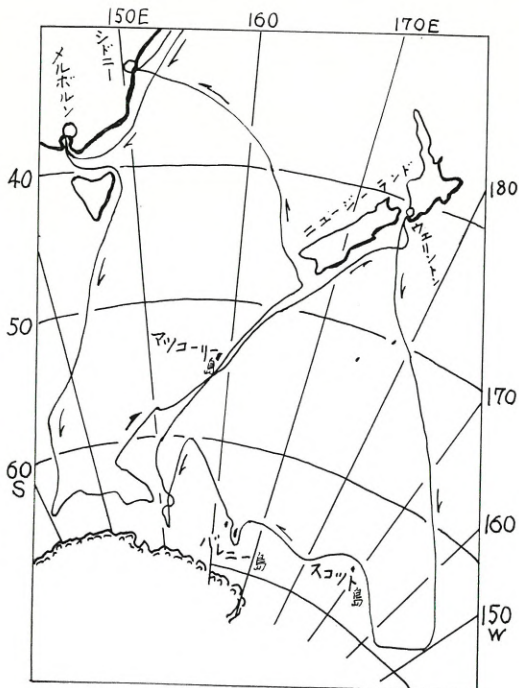 150E
160
170E
シドニー
メルボルン
40
180
ニュージーランド
ウェリントン
50
マッコーリー島
170
60
S
160
バレニー島
スコット島
150
W